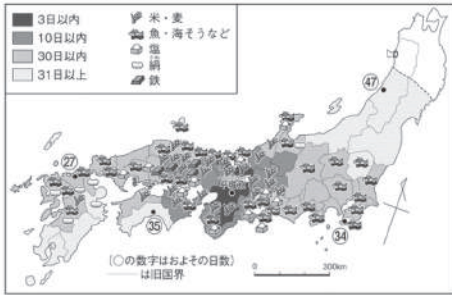 3日以内
10日以内
30日以内
31日以上
米・麦
魚・海そうなど
塩
絹
鉄
47
27
35
34
(○の数字はおよその日数)
は旧国界
0 300km